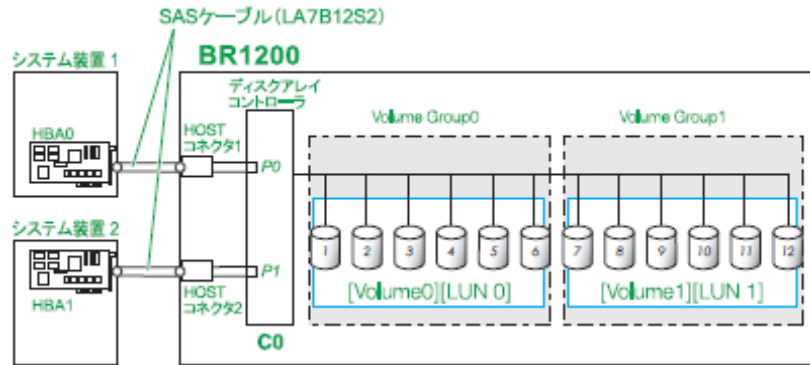 SASケーブル(LA7B12S2)
システム装置 1
BR1200
ディスクアレイ
コントローラ
Volume Group0
Volume Group1
HBA0
HOST
コネクタ1
P0
システム装置 2
1 2 3 4 5 6 7 8 9 10 11 12
P1
[Volume0][LUN 0]
[Volume1][LUN 1]
HBA1
HOST
コネクタ2
C0